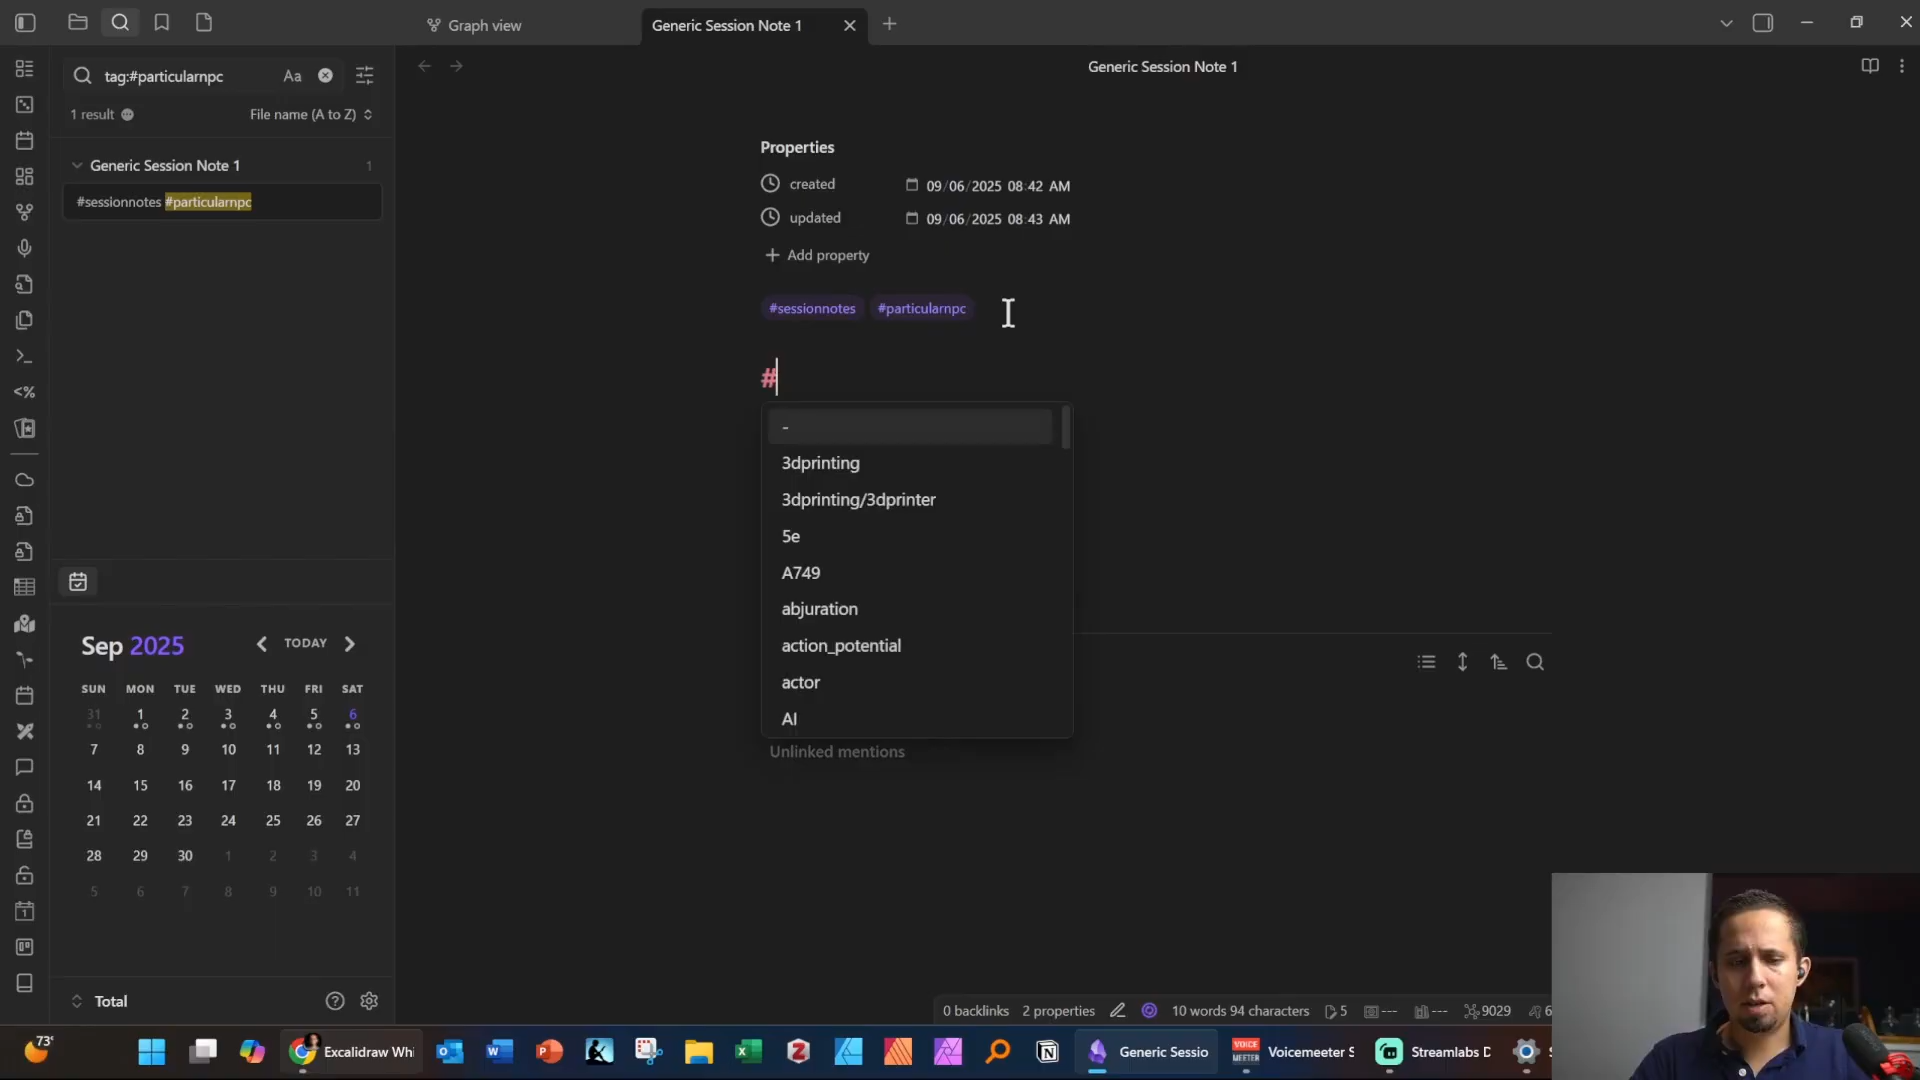 Graph view
Generic Session Note 1
tag:#particularnpc
Aa
Generic Session Note 1
1 result
File name (A to Z)
Generic Session Note 1
1
#sessionnotes #particularnpc
Properties
created
09/06/2025 08:42 AM
updated
09/06/2025 08:43 AM
Add property
#sessionnotes #particularnpc
#
-
3dprinting
3dprinting/3dprinter
5e
A749
abjuration
action_potential
actor
AI
Unlinked mentions
Sep 2025
TODAY
SUN MON TUE WED THU FRI SAT
31 1 2 3 4 5 6
7 8 9 10 11 12 13
14 15 16 17 18 19 20
21 22 23 24 25 26 27
28 29 30 1 2 3 4
5 6 7 8 9 10 11
Total
0 backlinks
2 properties
10 words 94 characters
5
---
---
9029
6
73°
Excalidraw Whi
Generic Sessio
VOICE MEETER
Voicemeeter S
Streamlabs D